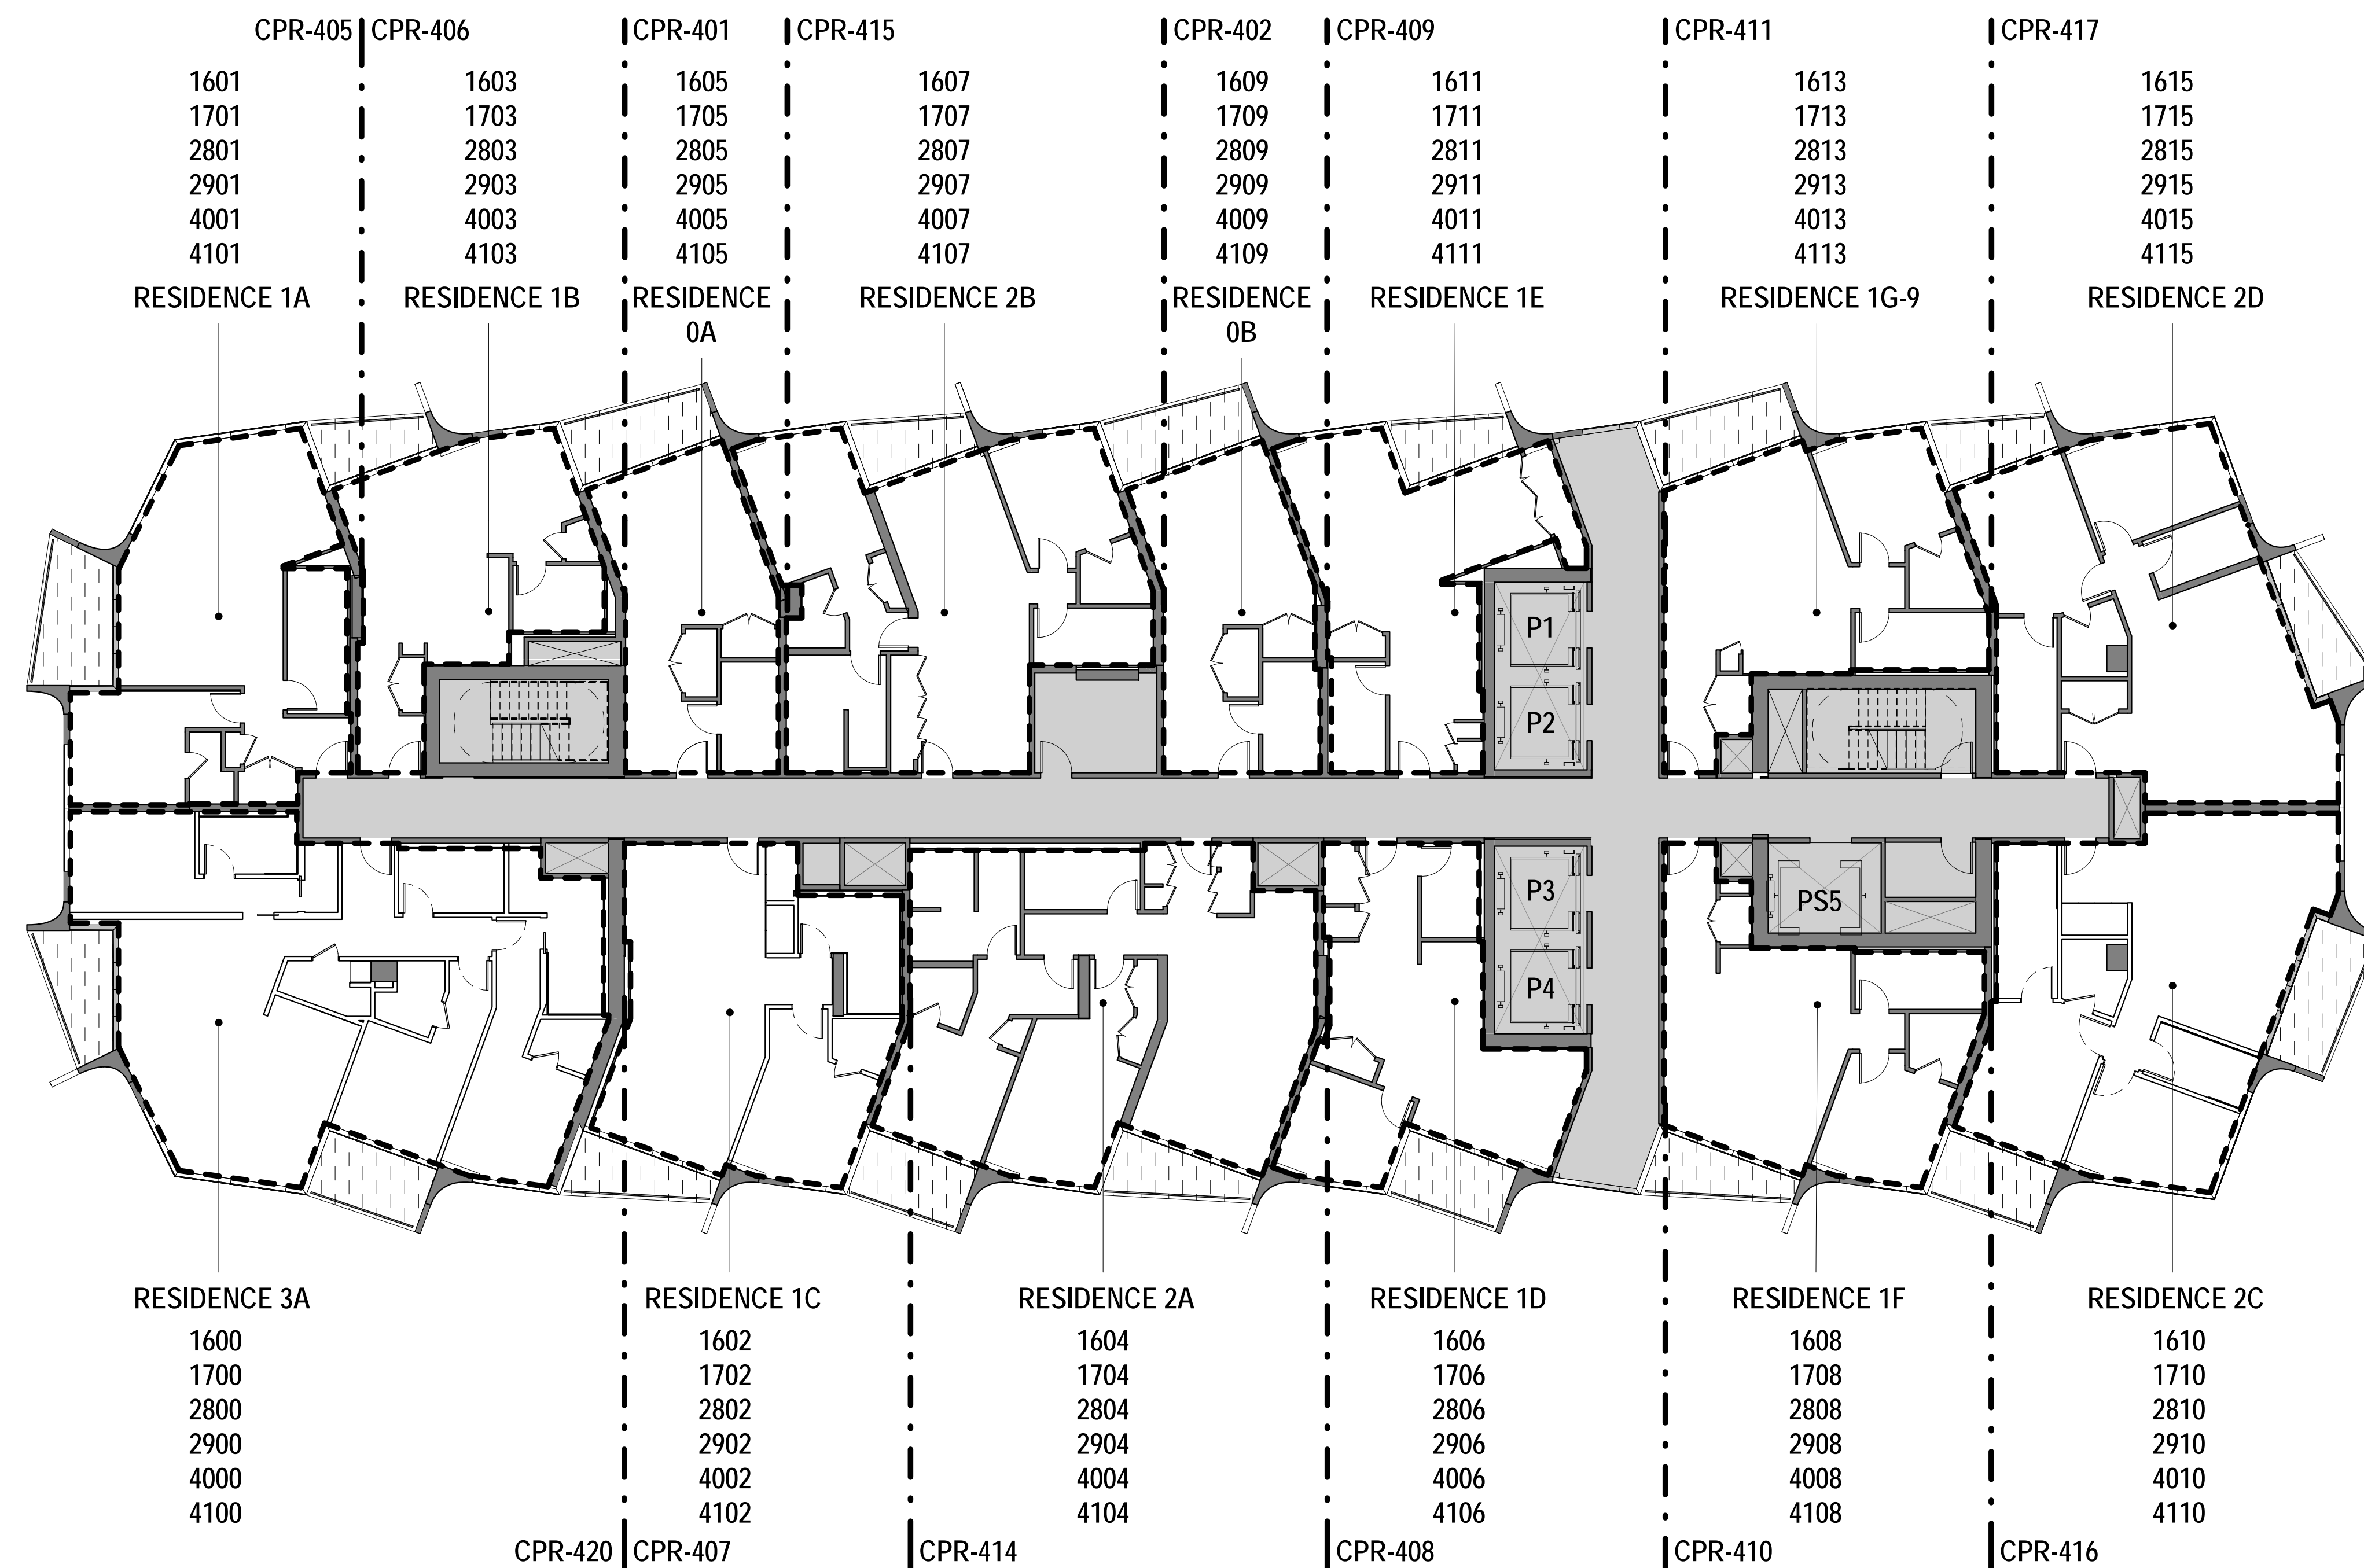 CPR-405 CPR-406 CPR-401 CPR-415 CPR-402 CPR-409 CPR-411 CPR-417
1601 1603 1605 1607 1609 1611 1613 1615
1701 1703 1705 1707 1709 1711 1713 1715
2801 2803 2805 2807 2809 2811 2813 2815
2901 2903 2905 2907 2909 2911 2913 2915
4001 4003 4005 4007 4009 4011 4013 4015
4101 4103 4105 4107 4109 4111 4113 4115
RESIDENCE 1A RESIDENCE 1B RESIDENCE RESIDENCE 2B RESIDENCE RESIDENCE 1E RESIDENCE 1G-9 RESIDENCE 2D
0A 0B
P1
P2
P3
PS5
P4
RESIDENCE 3A RESIDENCE 1C RESIDENCE 2A RESIDENCE 1D RESIDENCE 1F RESIDENCE 2C
1600 1602 1604 1606 1608 1610
1700 1702 1704 1706 1708 1710
2800 2802 2804 2806 2808 2810
2900 2902 2904 2906 2908 2910
4000 4002 4004 4006 4008 4010
4100 4102 4104 4106 4108 4110
CPR-420 CPR-407 CPR-414 CPR-408 CPR-410 CPR-416